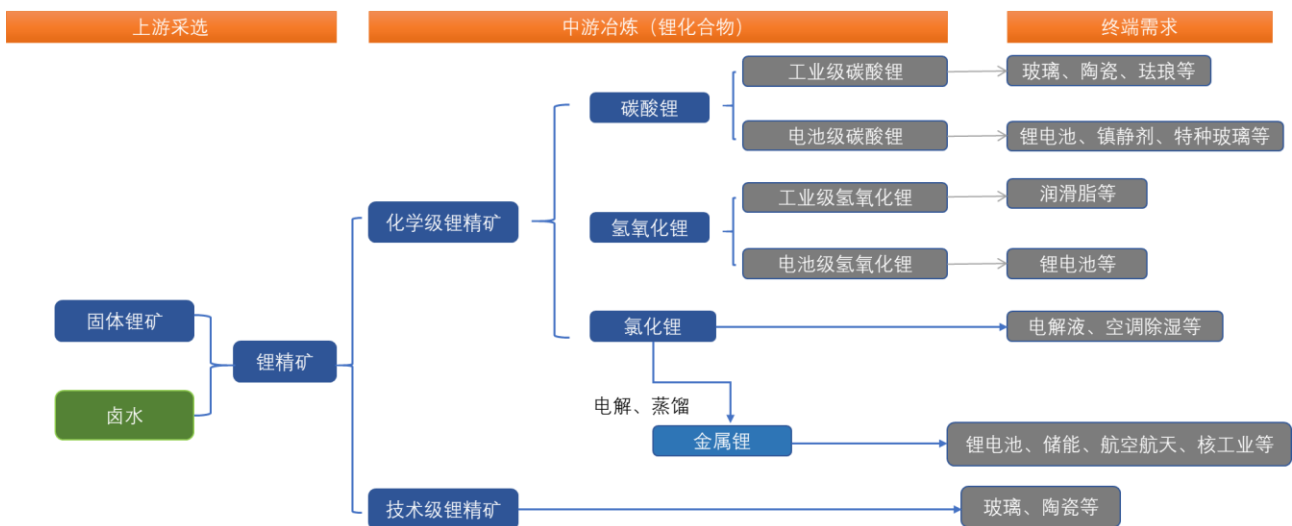 上游采选
中游冶炼（锂化合物）
终端需求
工业级碳酸锂
玻璃、陶瓷、珐琅等
碳酸锂
电池级碳酸锂
锂电池、镇静剂、特种玻璃等
工业级氢氧化锂
润滑脂等
化学级锂精矿
氢氧化锂
电池级氢氧化锂
锂电池等
固体锂矿
氯化锂
电解液、空调除湿等
锂精矿
卤水
电解、蒸馏
金属锂
锂电池、储能、航空航天、核工业等
技术级锂精矿
玻璃、陶瓷等